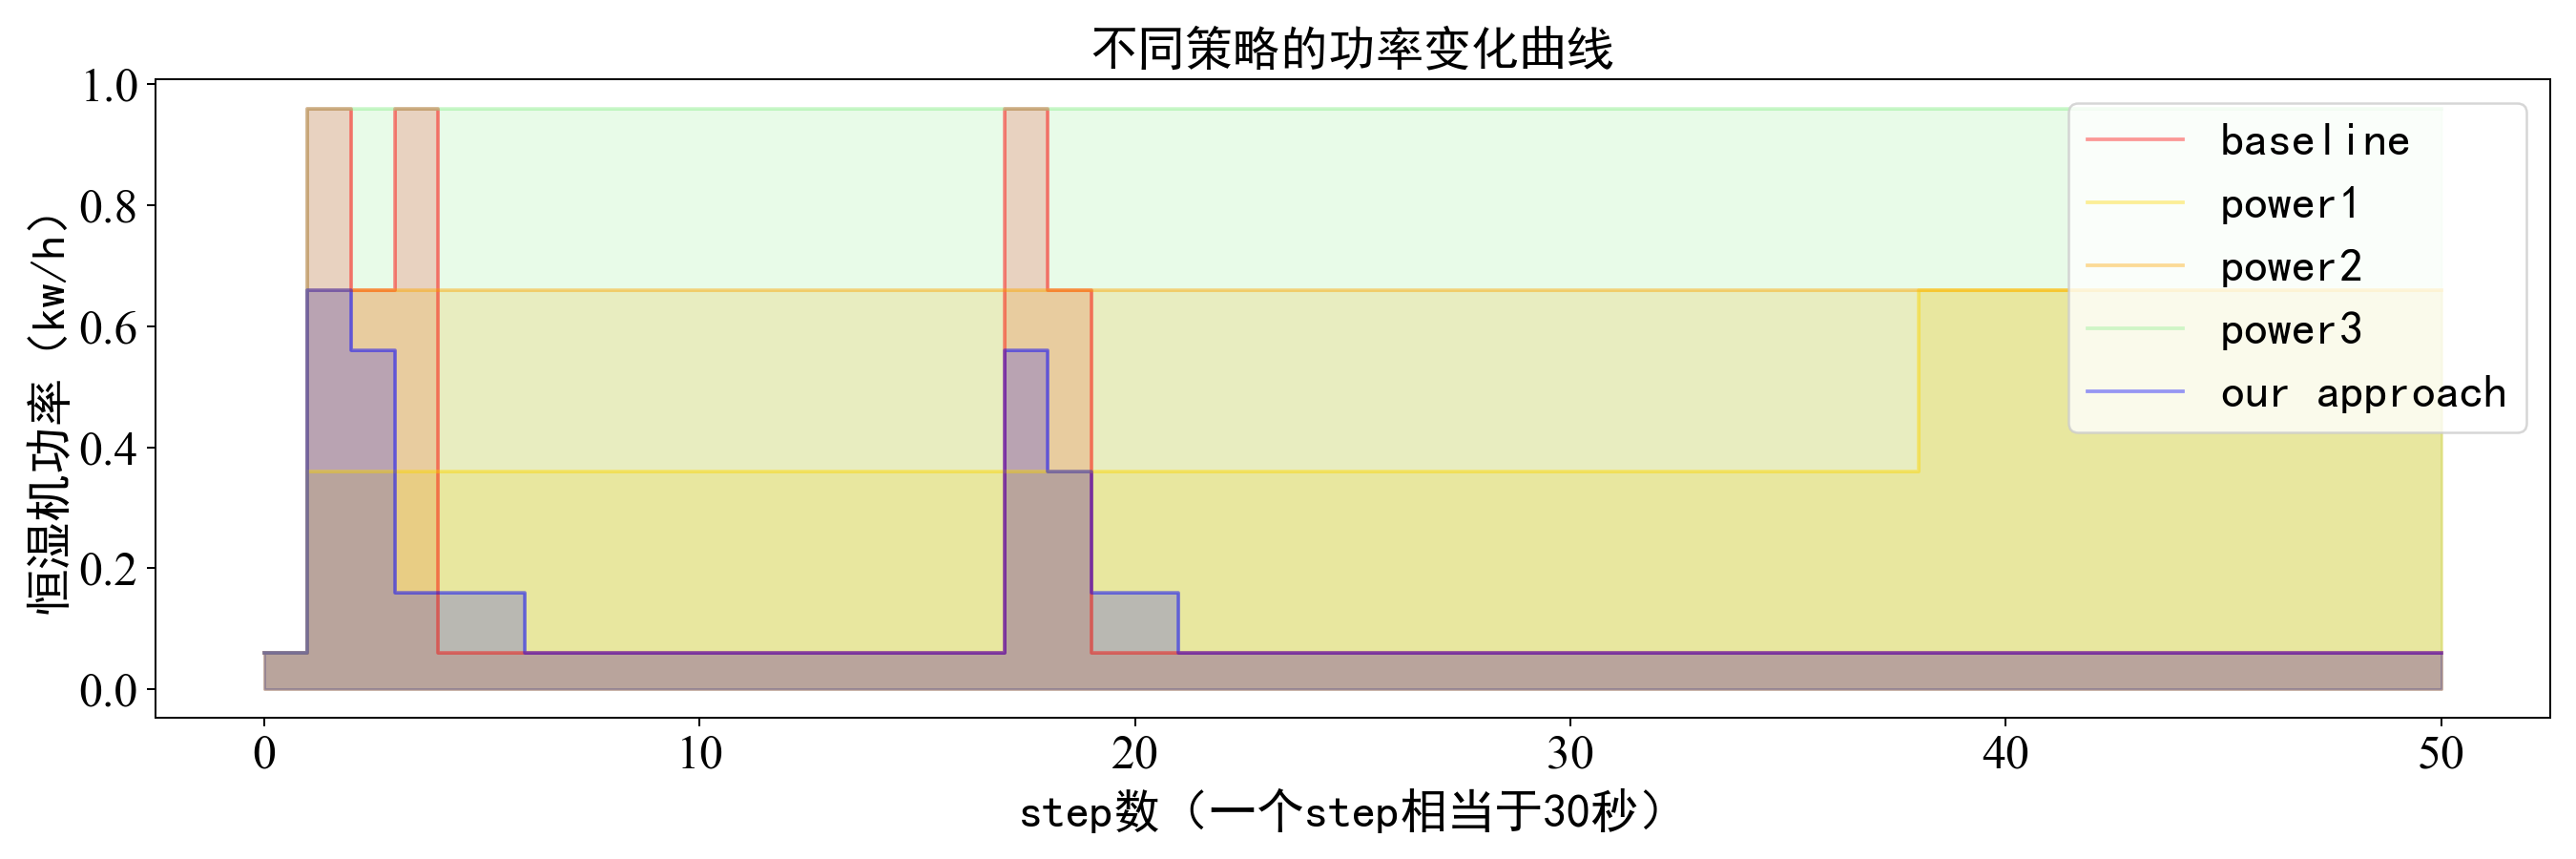 不同策略的功率变化曲线
恒湿机功率（kw/h）
1.0
0.8
0.6
0.4
0.2
0.0
baseline
power1
power2
power3
our approach
0 10 20 30 40 50
step数（一个step相当于30秒）